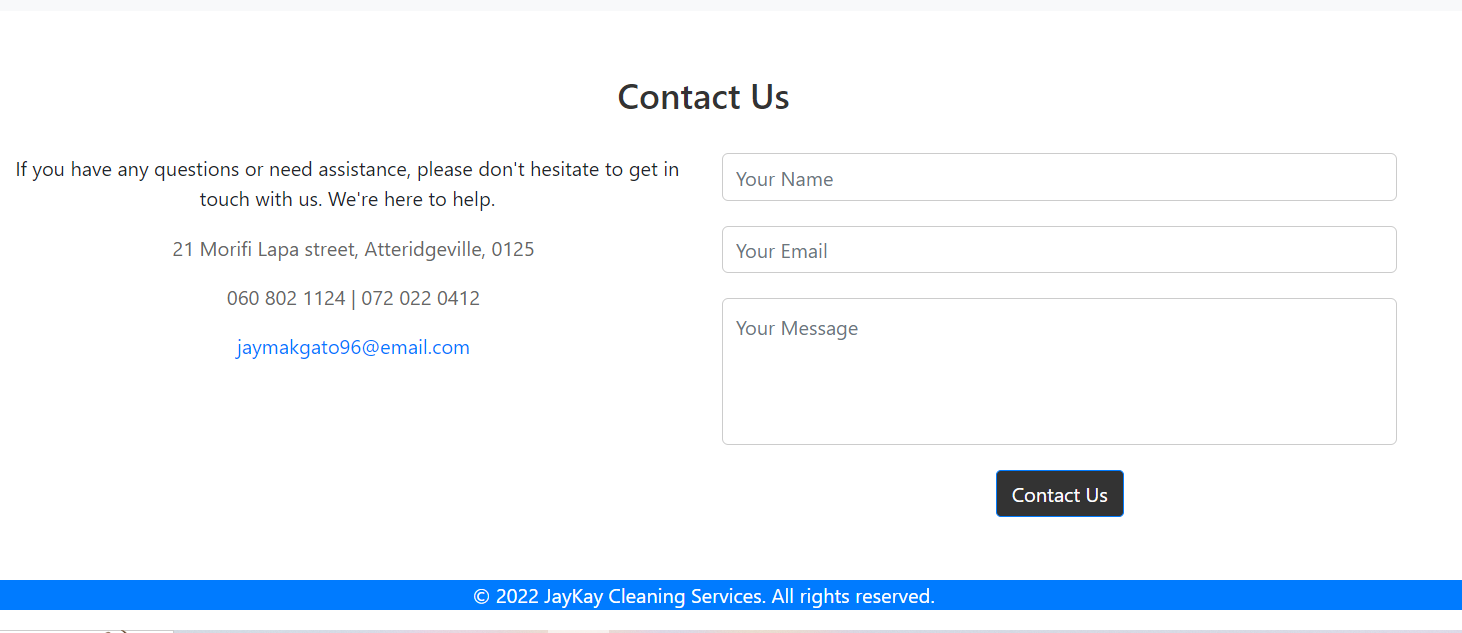 Contact Us
If you have any questions or need assistance, please don't hesitate to get in
touch with us. We're here to help.
21 Morifi Lapa street, Atteridgeville, 0125
060 802 1124 | 072 022 0412
jaymakgato96@email.com
Your Name
Your Email
Your Message
Contact Us
© 2022 JayKay Cleaning Services. All rights reserved.